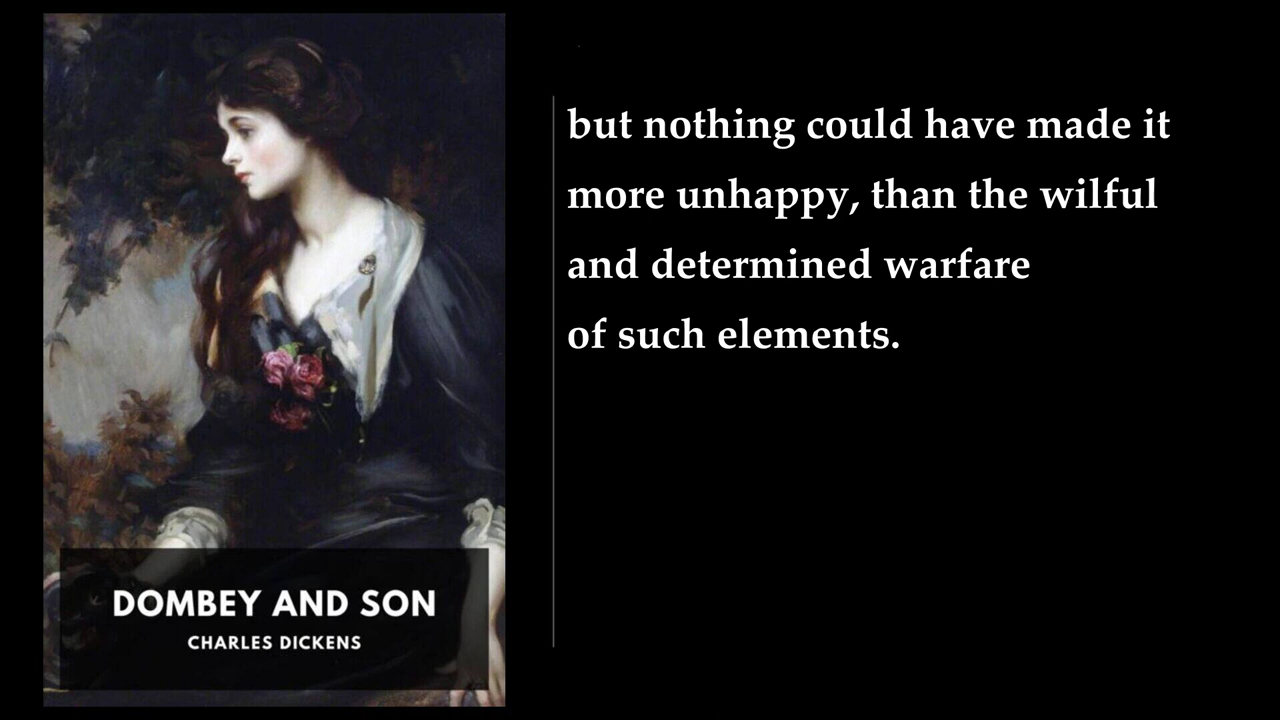 DOMBEY AND SON
CHARLES DICKENS
but nothing could have made it
more unhappy, than the wilful
and determined warfare
of such elements.